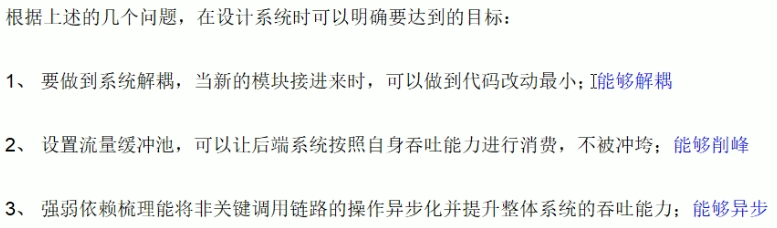 根据上述的几个问题，在设计系统时可以明确要达到的目标：
1、 要做到系统解耦，当新的模块接进来时，可以做到代码改动最小；能够解耦
2、 设置流量缓冲池，可以让后端系统按照自身吞吐能力进行消费，不被冲垮；能够削峰
3、 强弱依赖梳理能将非关键调用链路的操作异步化并提升整体系统的吞吐能力；能够异步